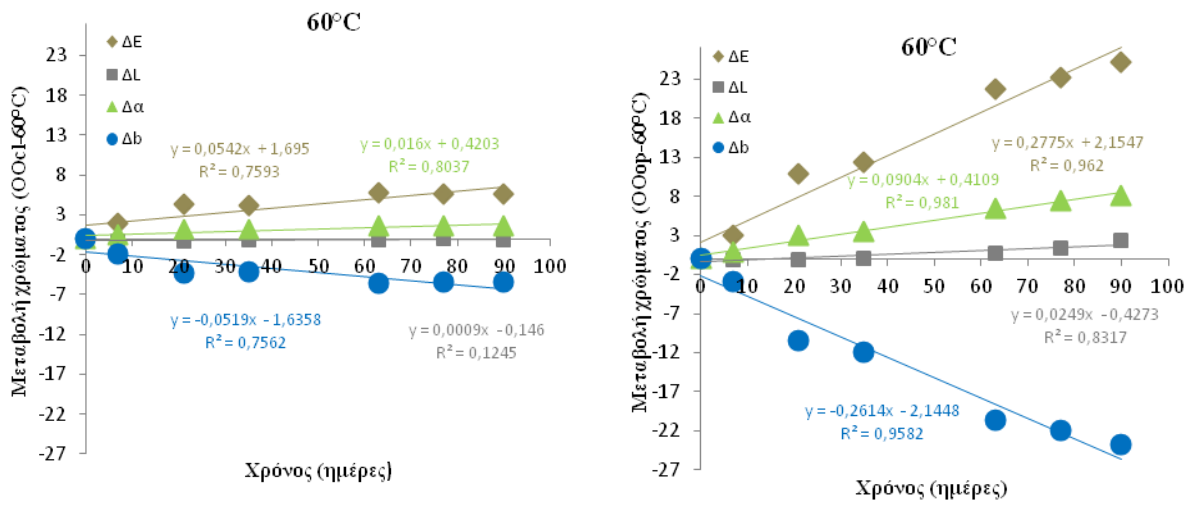 60°C
ΔE
ΔL
Δα
Δb
23
18
13
8
3
-2
-7
-12
-17
-22
-27
0
10
20
30
40
50
60
70
80
90
100
y = 0,0542x + 1,695
R² = 0,7593
y = 0,016x + 0,4203
R² = 0,8037
y = -0,0519x - 1,6358
R² = 0,7562
y = 0,0009x - 0,146
R² = 0,1245
Μεταβολή χρώματος (OOcl-60°C)
Χρόνος (ημέρες)
60°C
ΔE
ΔL
Δα
Δb
23
18
13
8
3
-2
-7
-12
-17
-22
-27
0
10
20
30
40
50
60
70
80
90
100
y = 0,2775x + 2,1547
R² = 0,962
y = 0,0904x + 0,4109
R² = 0,981
y = 0,0249x - 0,4273
R² = 0,8317
y = -0,2614x - 2,1448
R² = 0,9582
Μεταβολή χρώματος (OOop-60°C)
Χρόνος (ημέρες)